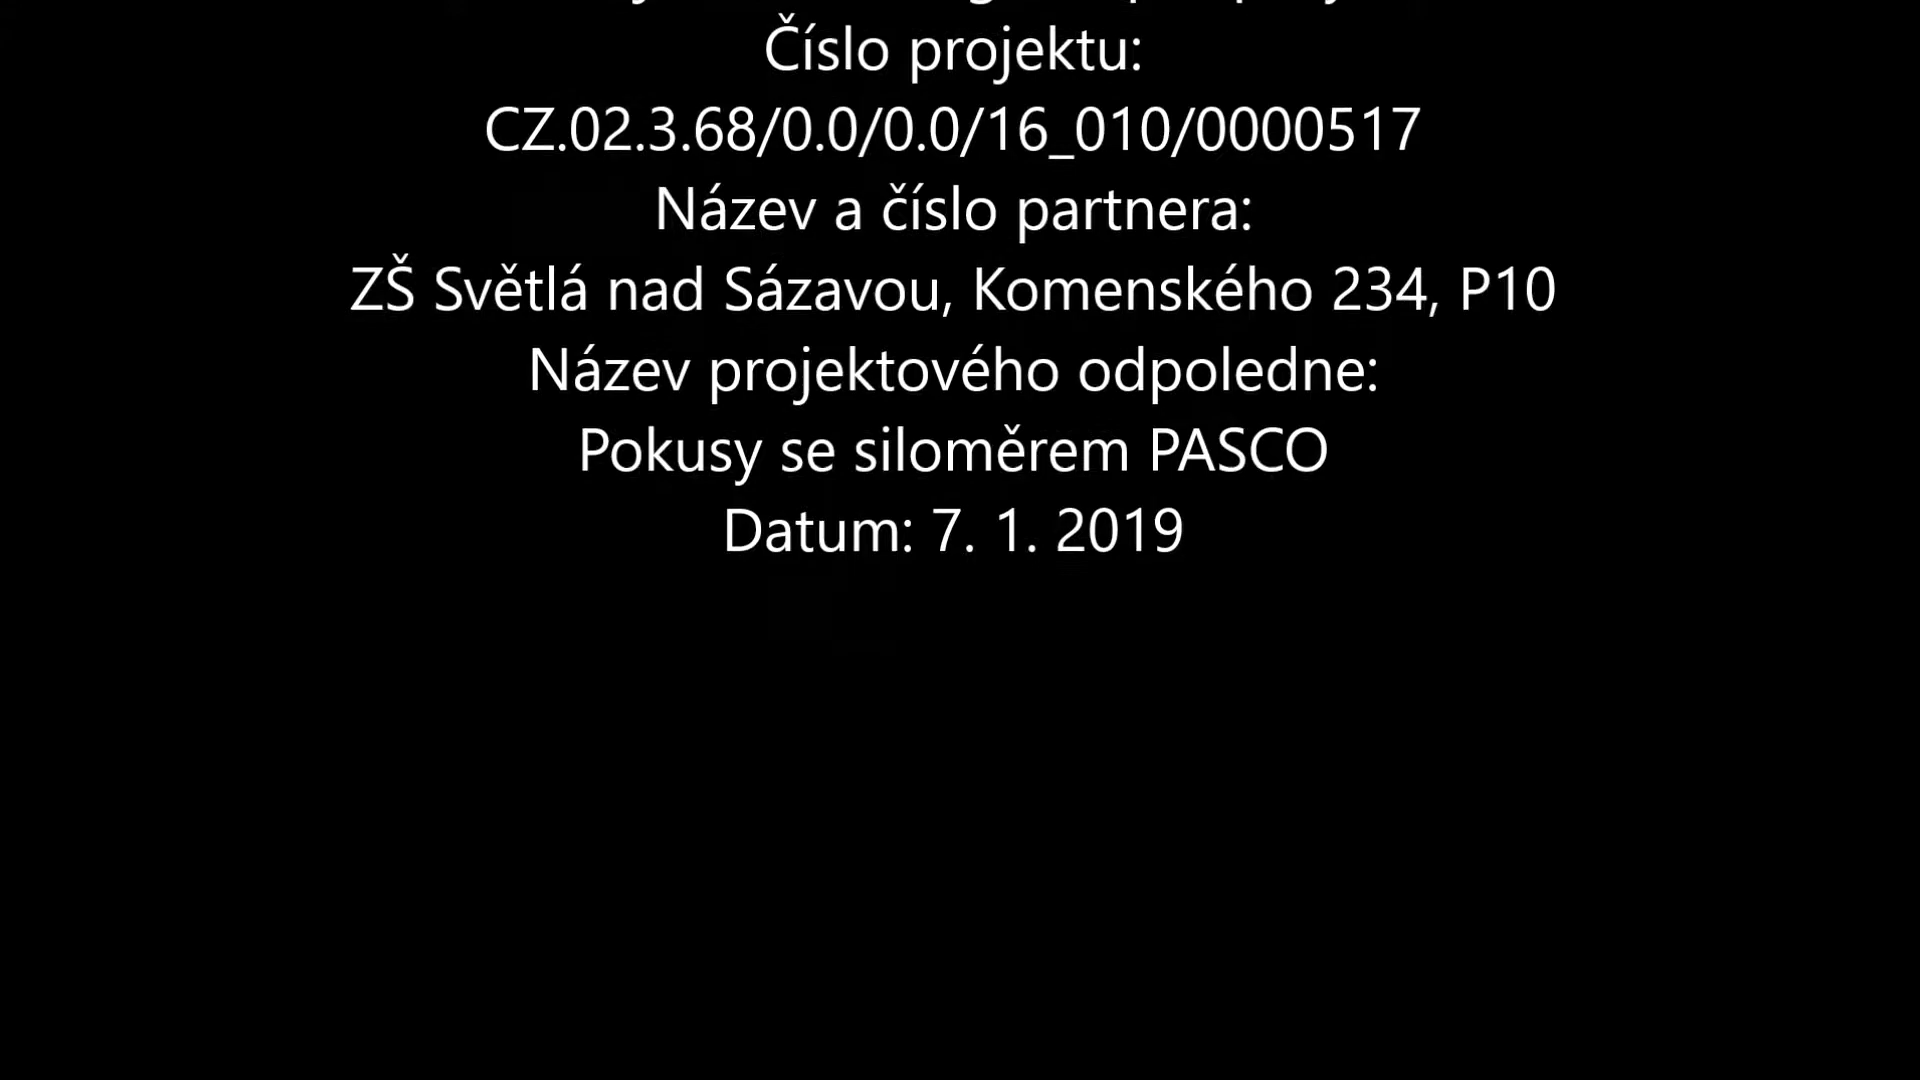 Číslo projektu:
CZ.02.3.68/0.0/0.0/16_010/0000517
Název a číslo partnera:
ZŠ Světlá nad Sázavou, Komenského 234, P10
Název projektového odpoledne:
Pokusy se siloměrem PASCO
Datum: 7. 1. 2019